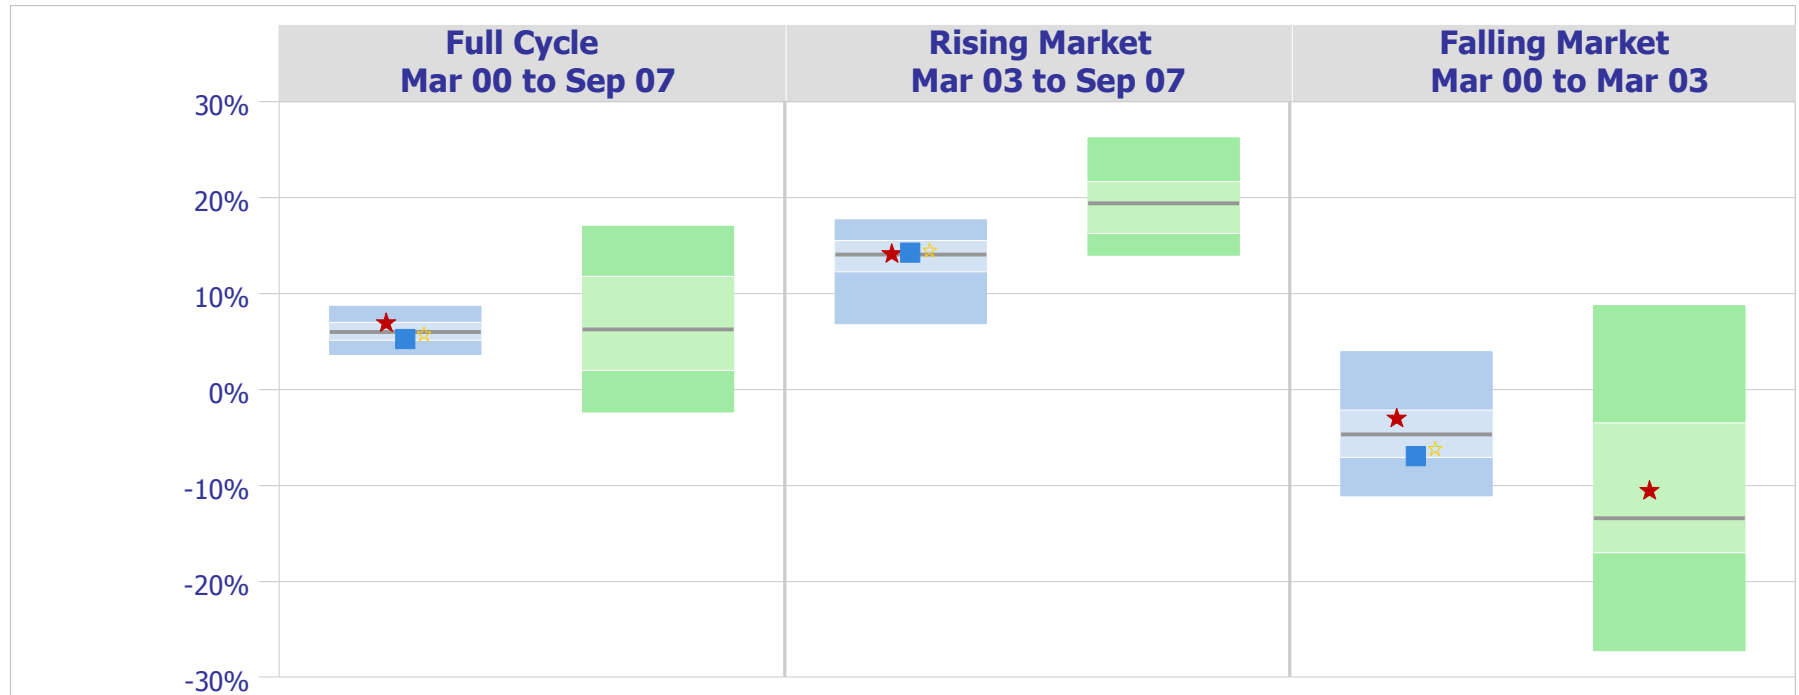 Full Cycle
Mar 00 to Sep 07
Rising Market
Mar 03 to Sep 07
Falling Market
Mar 00 to Mar 03
30%
20%
10%
0%
-10%
-20%
-30%